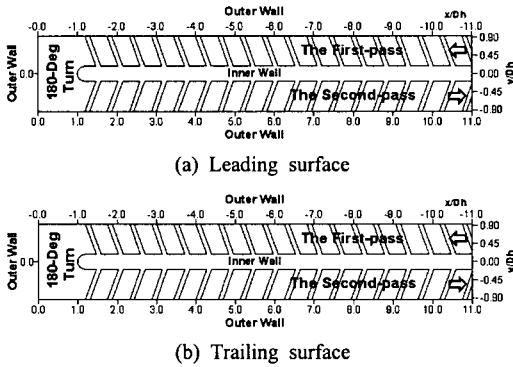 Outer Wall
x/Dh
-0.0 -1.0 -2.0 -3.0 -4.0 -5.0 -6.0 -7.0 -8.0 -9.0 -10.0 -11.0
Outer Wall
0.0
180-Deg
Turn
The First-pass
Inner Wall
The Second-pass
0.90
0.45
0.00
-0.45
-0.90
y/Dh
0.0 1.0 2.0 3.0 4.0 5.0 6.0 7.0 8.0 9.0 10.0 11.0
Outer Wall
(a) Leading surface
Outer Wall
x/Dh
-0.0 -1.0 -2.0 -3.0 -4.0 -5.0 -6.0 -7.0 -8.0 -9.0 -10.0 -11.0
Outer Wall
0.0
180-Deg
Turn
The First-pass
Inner Wall
The Second-pass
0.90
0.45
0.00
-0.45
-0.90
y/Dh
0.0 1.0 2.0 3.0 4.0 5.0 6.0 7.0 8.0 9.0 10.0 11.0
Outer Wall
(b) Trailing surface